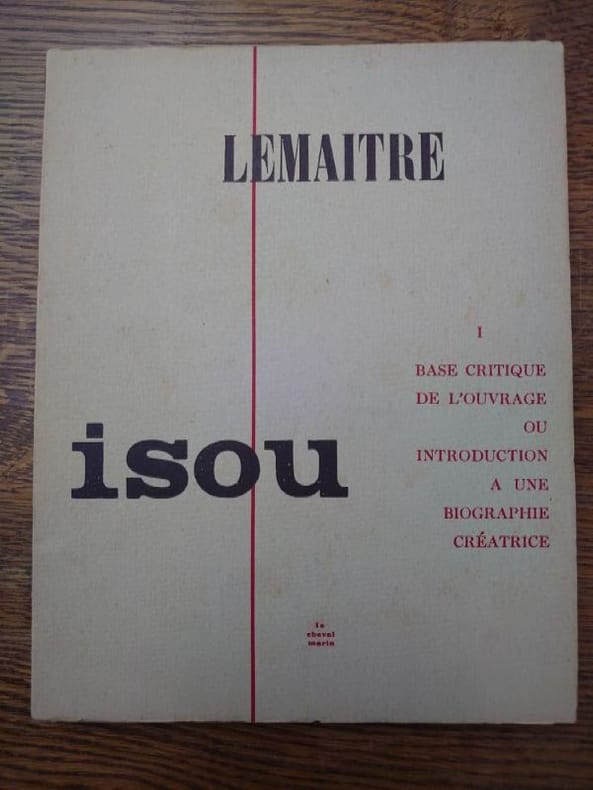 LEMAITRE
isou
I
BASE CRITIQUE
DE L'OUVRAGE
OU
INTRODUCTION
A UNE
BIOGRAPHIE
CRÉATRICE
le
cheval
marin